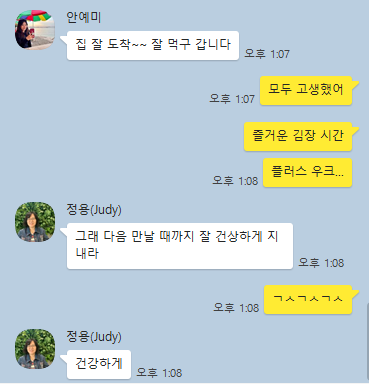 안예미
집 잘 도착~~ 잘 먹구 갑니다
오후 1:07
모두 고생했어
오후 1:07
즐거운 김장 시간
플러스 우크...
오후 1:08
정용(Judy)
그래 다음 만날 때까지 잘 건상하게 지
내라
오후 1:08
ㄱㅅㄱㅅㄱㅅ
오후 1:08
정용(Judy)
건강하게
오후 1:08